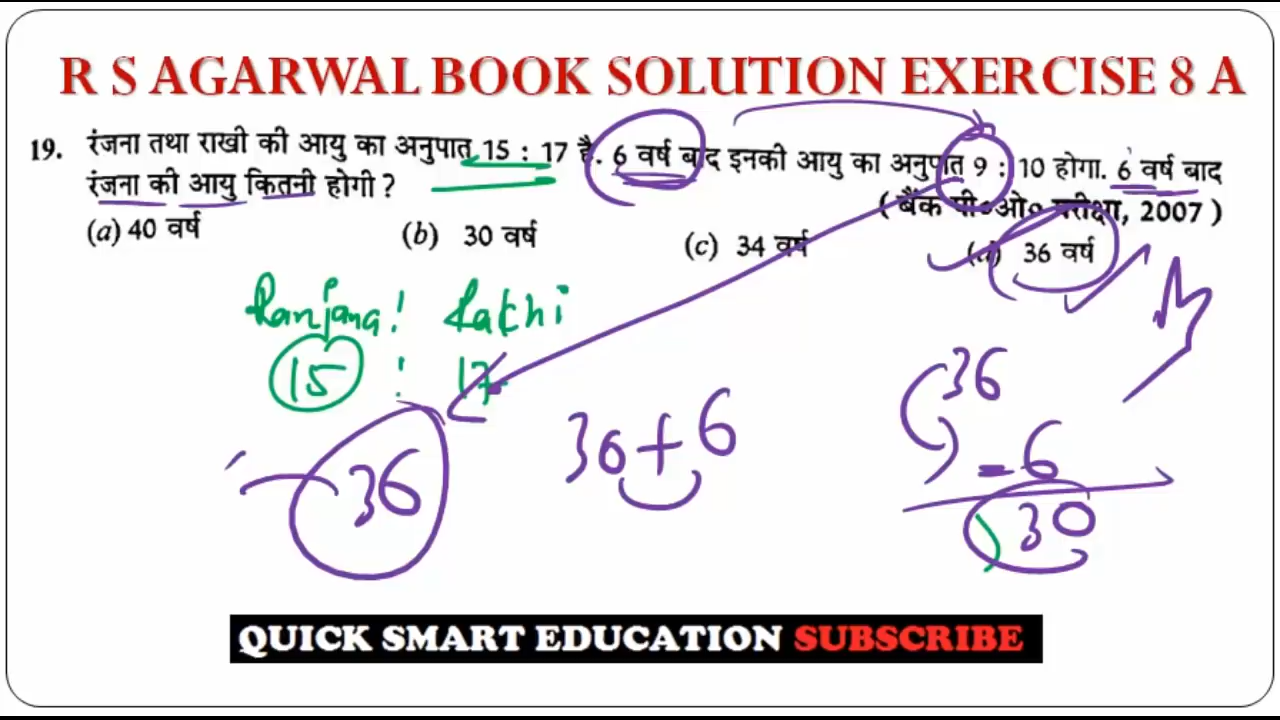 R S AGARWAL BOOK SOLUTION EXERCISE 8 A
19. रंजना तथा राखी की आयु का अनुपात 15 : 17 है. 6 वर्ष बाद इनकी आयु का अनुपात 9 : 10 होगा. 6 वर्ष बाद
रंजना की आयु कितनी होगी ?
( बैंक पी०ओ० परीक्षा, 2007 )
(a) 40 वर्ष (b) 30 वर्ष (c) 34 वर्ष (d) 36 वर्ष
Ranjana : Rakhi
15 : 17
36
30+6
36
- 6
30
QUICK SMART EDUCATION SUBSCRIBE